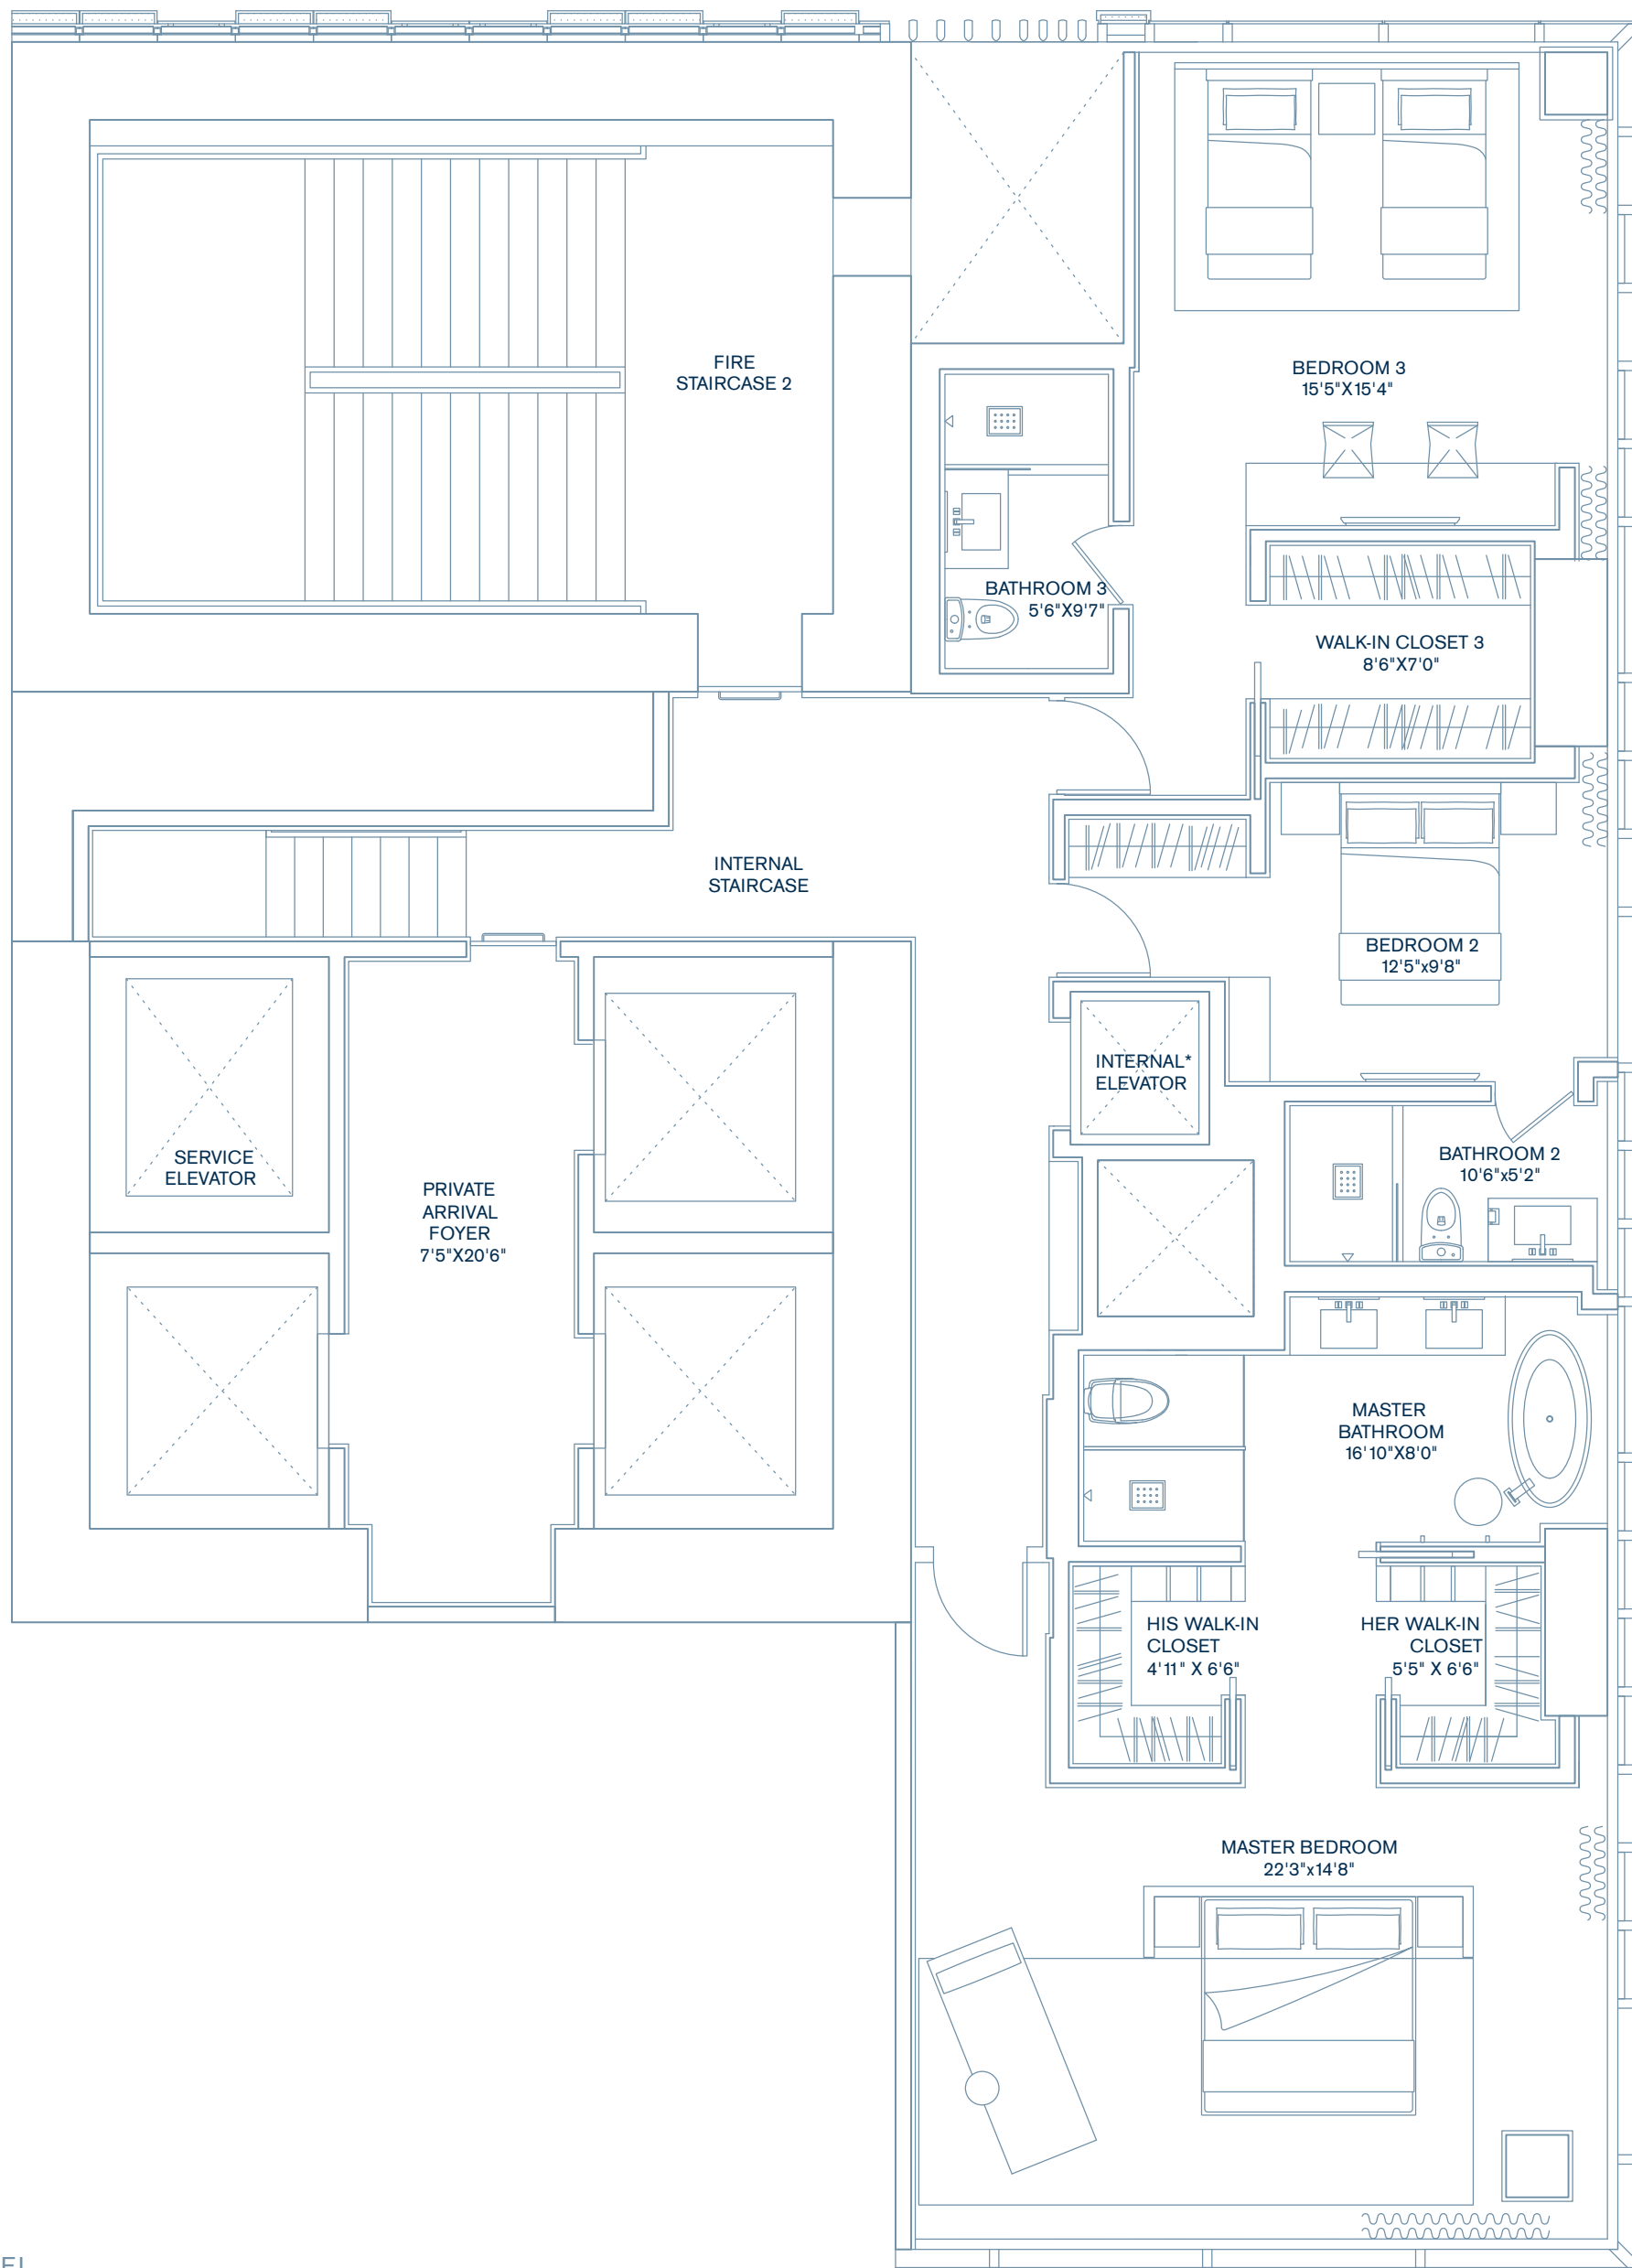 FIRE
STAIRCASE 2
BEDROOM 3
15'5"X15'4"
BATHROOM 3
5'6"X9'7"
WALK-IN CLOSET 3
8'6"X7'0"
INTERNAL
STAIRCASE
BEDROOM 2
12'5"x9'8"
INTERNAL*
ELEVATOR
SERVICE
ELEVATOR
PRIVATE
ARRIVAL
FOYER
7'5"X20'6"
BATHROOM 2
10'6"x5'2"
MASTER
BATHROOM
16'10"X8'0"
HIS WALK-IN
CLOSET
4'11" X 6'6"
HER WALK-IN
CLOSET
5'5" X 6'6"
MASTER BEDROOM
22'3"x14'8"